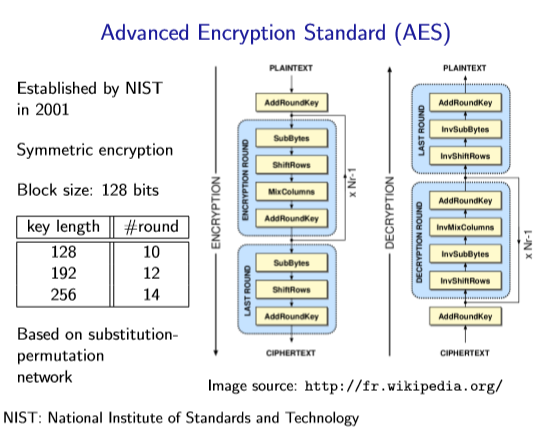 Advanced Encryption Standard (AES)
Established by NIST
in 2001
Symmetric encryption
Block size: 128 bits
key length #round
128 10
192 12
256 14
Based on substitution-
permutation
network
ENCRYPTION
PLAINTEXT
AddRoundKey
ENCRYPTION ROUND
SubBytes
ShiftRows
MixColumns
AddRoundKey
x Nr-1
LAST ROUND
SubBytes
ShiftRows
AddRoundKey
CIPHERTEXT
DECRYPTION
PLAINTEXT
LAST ROUND
AddRoundKey
InvSubBytes
InvShiftRows
DECRYPTION ROUND
AddRoundKey
InvMixColumns
InvSubBytes
InvShiftRows
x Nr-1
AddRoundKey
CIPHERTEXT
Image source: http://fr.wikipedia.org/
NIST: National Institute of Standards and Technology